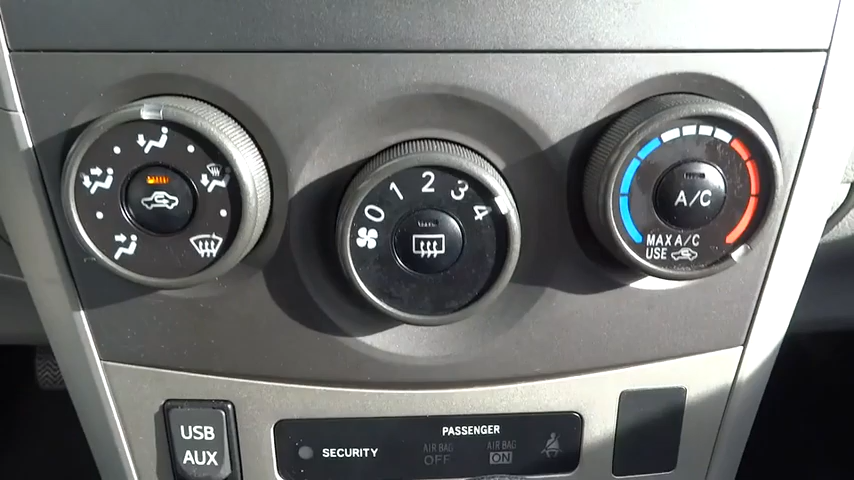 0 1 2 3 4
A/C
MAX A/C
USE
USB
AUX
SECURITY
PASSENGER
AIR BAG
OFF
AIR BAG
ON